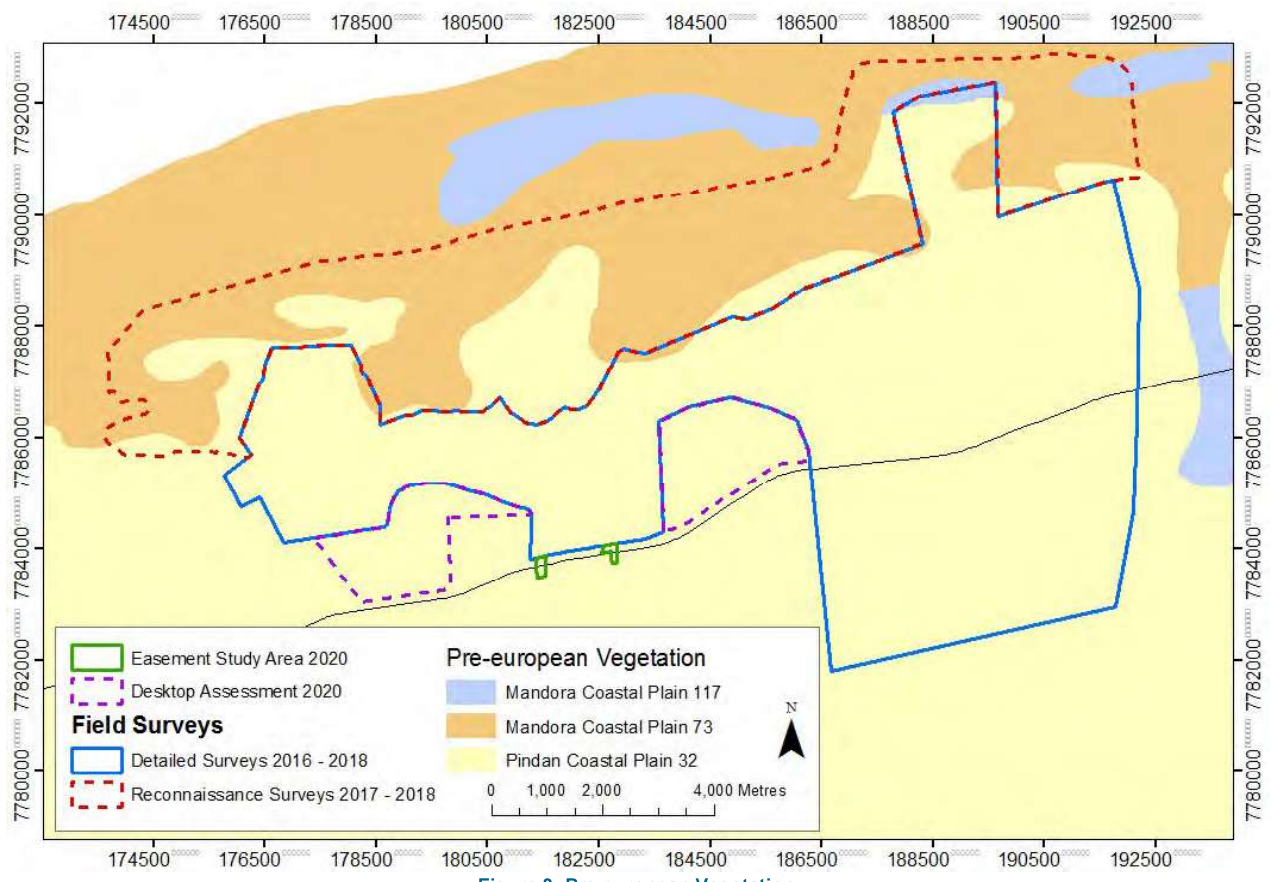 174500 176500 178500 180500 182500 184500 186500 188500 190500 192500
7792000 7792000
7790000 7790000
7788000 7788000
7786000 7786000
7784000 7784000
7782000 7782000
7780000 7780000
Easement Study Area 2020
Desktop Assessment 2020
Field Surveys
Detailed Surveys 2016 - 2018
Reconnaissance Surveys 2017 - 2018
Pre-european Vegetation
Mandora Coastal Plain 117
Mandora Coastal Plain 73
Pindan Coastal Plain 32
N
0 1,000 2,000 4,000 Metres
174500 176500 178500 180500 182500 184500 186500 188500 190500 192500